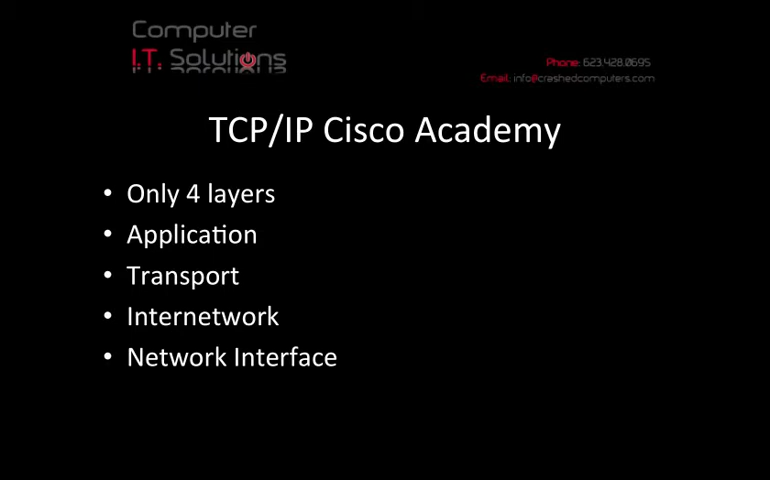 Computer
I.T. Solutions
Phone: 623.428.0695
Email: info@crashedcomputers.com
TCP/IP Cisco Academy
• Only 4 layers
• Application
• Transport
• Internetwork
• Network Interface